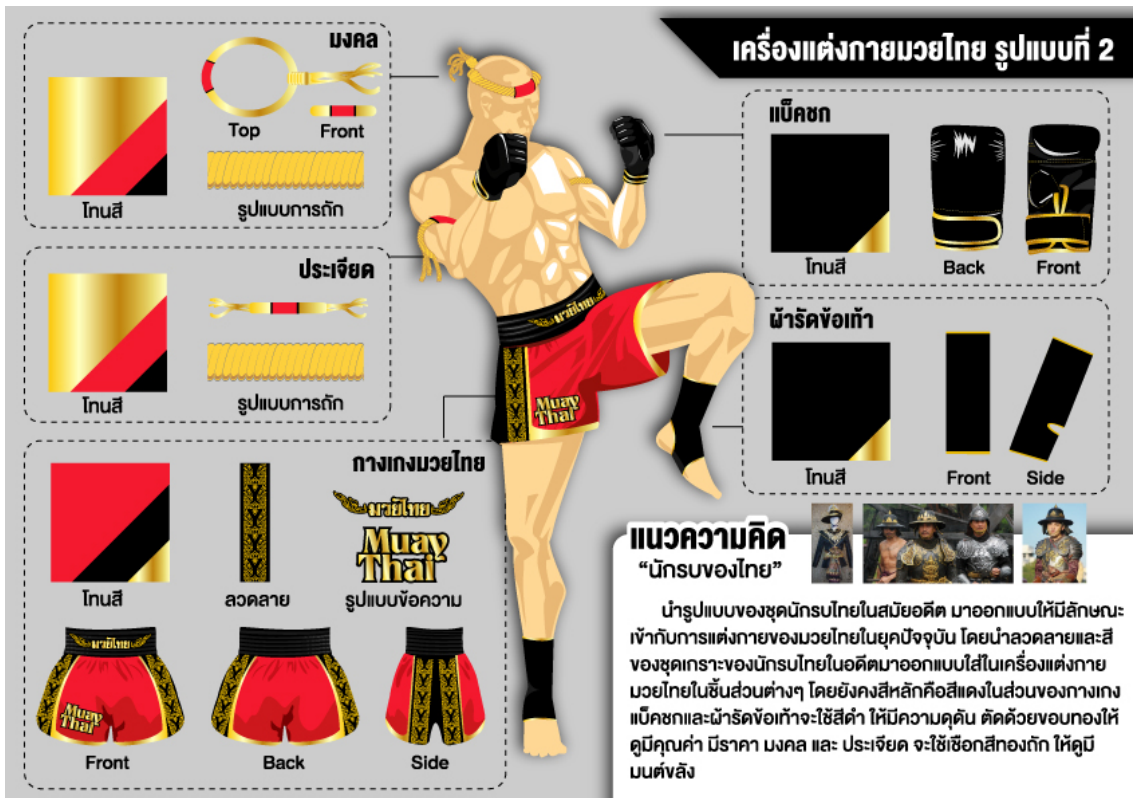 เครื่องแต่งกายมวยไทย รูปแบบที่ 2
มงคล
Top
Front
โทนสี
รูปแบบการถัก
ประเจียด
โทนสี
รูปแบบการถัก
แบ็คชก
โทนสี
Back
Front
ผ้ารัดข้อเท้า
โทนสี
Front
Side
มวยไทย
Muay
Thai
กางเกงมวยไทย
มวยไทย
Muay
Thai
โทนสี
ลวดลาย
รูปแบบข้อความ
มวยไทย
Muay
Thai
Front
Back
Side
แนวความคิด
“นักรบของไทย”
นำรูปแบบของชุดนักรบไทยในสมัยอดีต มาออกแบบให้มีลักษณะ
เข้ากับการแต่งกายของมวยไทยในยุคปัจจุบัน โดยนำลวดลายและสี
ของชุดเกราะของนักรบไทยในอดีตมาออกแบบใส่ในเครื่องแต่งกาย
มวยไทยในชิ้นส่วนต่างๆ โดยยังคงสีหลักคือสีแดงในส่วนของกางเกง
แบ็คชกและผ้ารัดข้อเท้าจะใช้สีดำ ให้มีความดุดัน ตัดด้วยขอบทองให้
ดูมีคุณค่า มีราคา มงคล และ ประเจียด จะใช้เชือกสีทองถัก ให้ดูมี
มนต์ขลัง